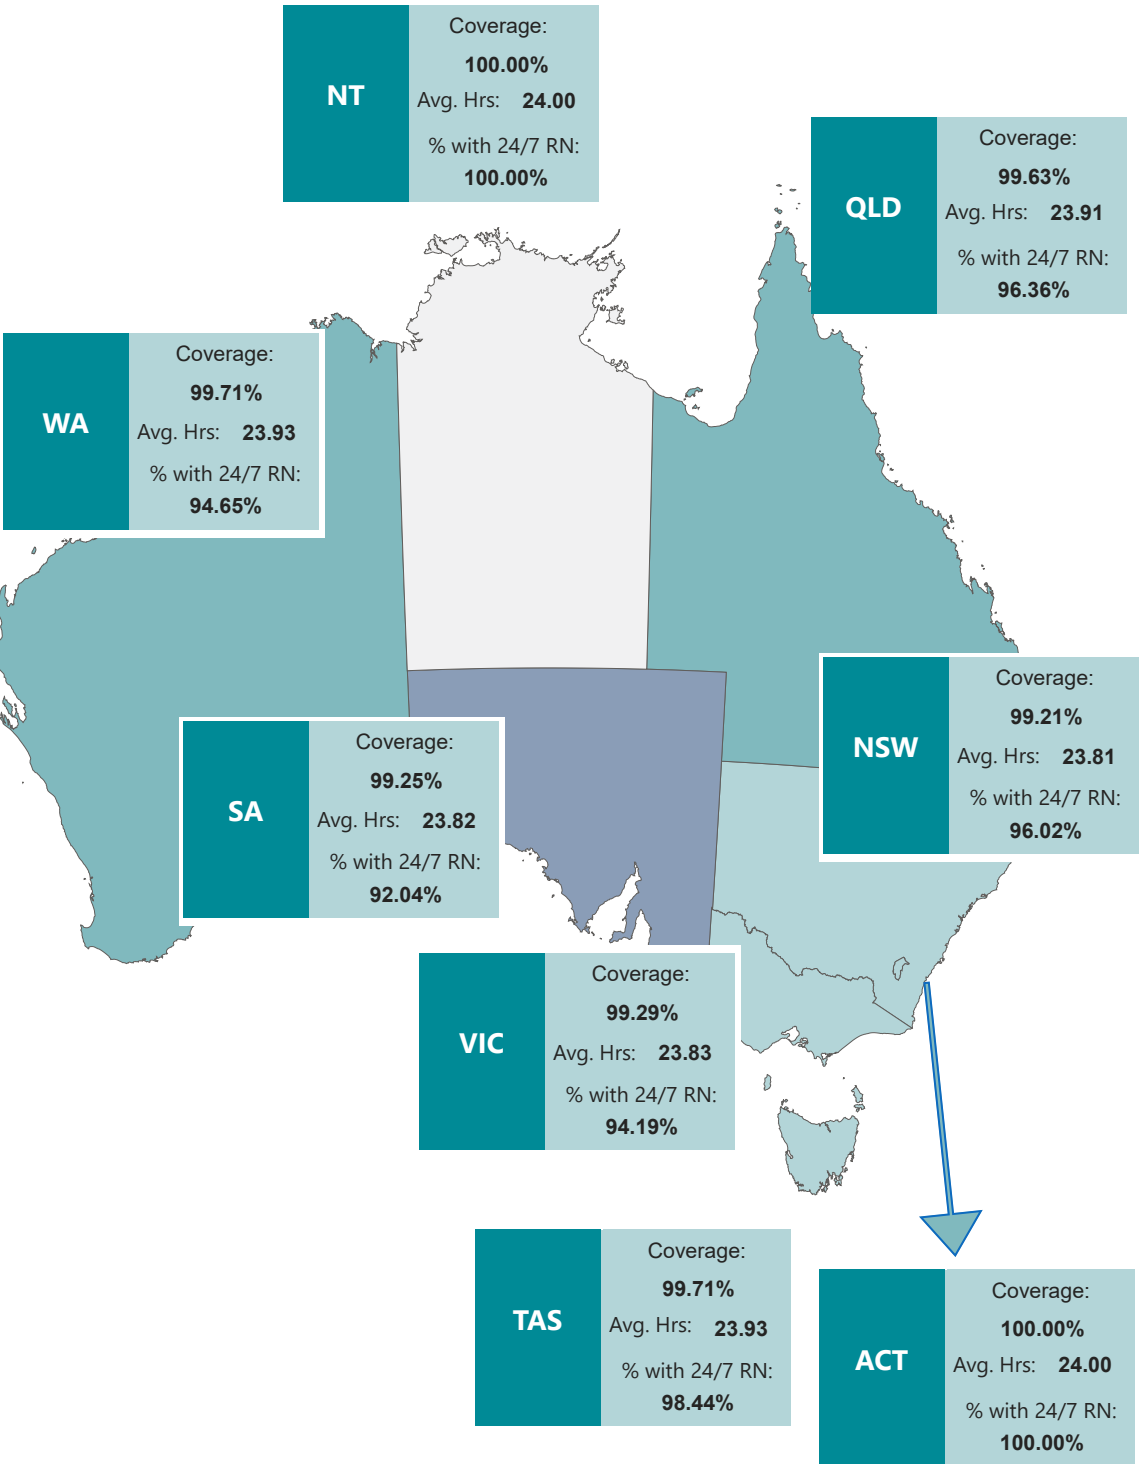 NT
Coverage:
100.00%
Avg. Hrs: 24.00
% with 24/7 RN:
100.00%
QLD
Coverage:
99.63%
Avg. Hrs: 23.91
% with 24/7 RN:
96.36%
WA
Coverage:
99.71%
Avg. Hrs: 23.93
% with 24/7 RN:
94.65%
NSW
Coverage:
99.21%
Avg. Hrs: 23.81
% with 24/7 RN:
96.02%
SA
Coverage:
99.25%
Avg. Hrs: 23.82
% with 24/7 RN:
92.04%
VIC
Coverage:
99.29%
Avg. Hrs: 23.83
% with 24/7 RN:
94.19%
TAS
Coverage:
99.71%
Avg. Hrs: 23.93
% with 24/7 RN:
98.44%
ACT
Coverage:
100.00%
Avg. Hrs: 24.00
% with 24/7 RN:
100.00%